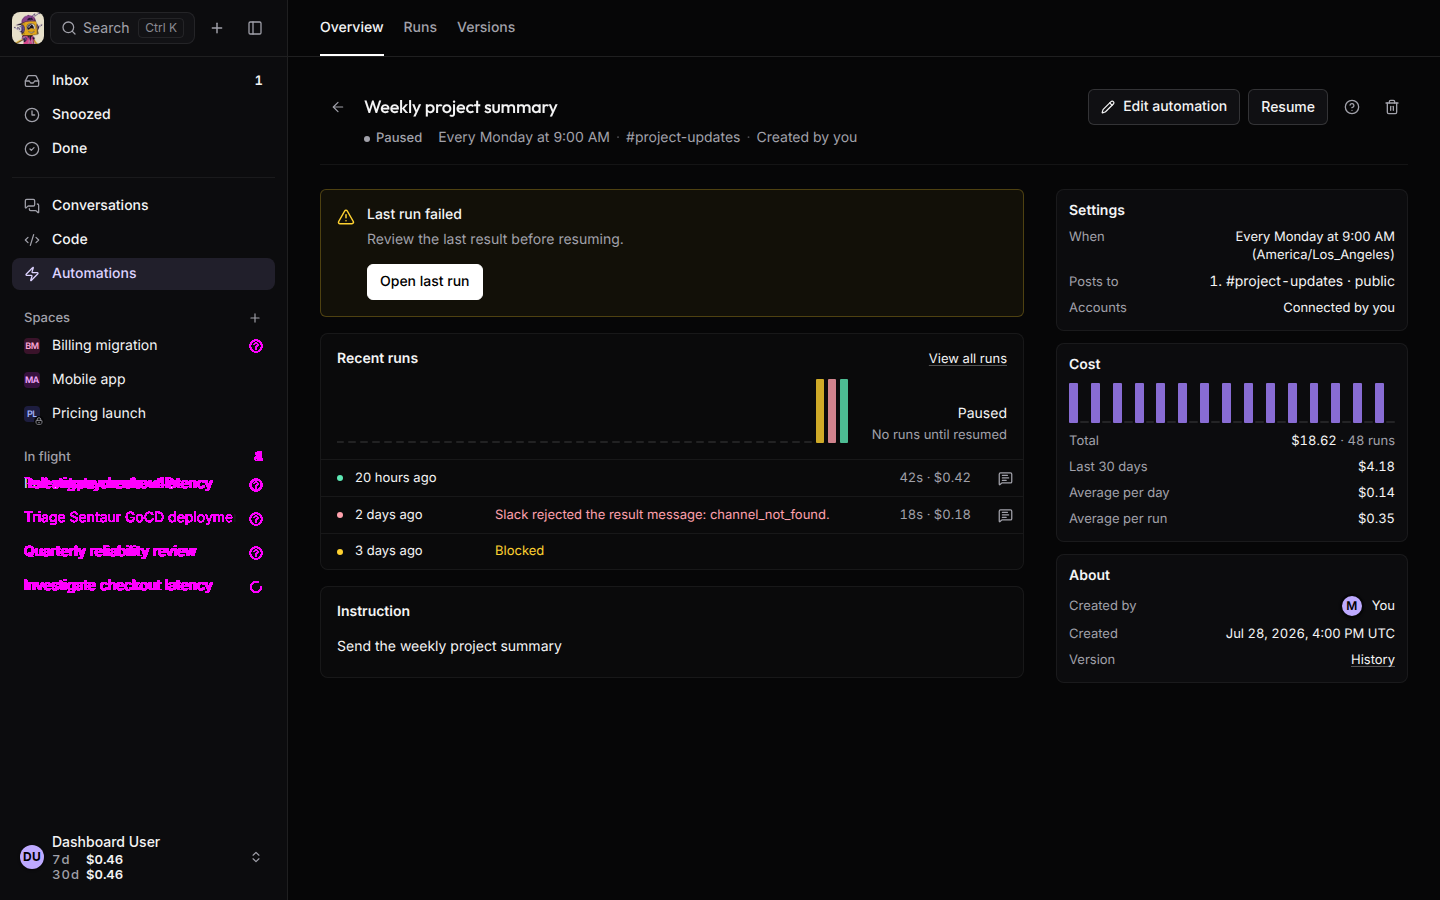 Search Ctrl K
Inbox 1
Snoozed
Done
Conversations
Code
Automations
Spaces
BM Billing migration
MA Mobile app
PL Pricing launch
In flight
Triage Sentaur GoCD deployme
Quarterly reliability review
Investigate checkout latency
DU Dashboard User
7d $0.46
30d $0.46
Overview Runs Versions
Weekly project summary
Edit automation Resume
Paused Every Monday at 9:00 AM · #project-updates · Created by you
Last run failed
Review the last result before resuming.
Open last run
Recent runs View all runs
Paused
No runs until resumed
20 hours ago 42s · $0.42
2 days ago Slack rejected the result message: channel_not_found. 18s · $0.18
3 days ago Blocked
Instruction
Send the weekly project summary
Settings
When Every Monday at 9:00 AM
(America/Los_Angeles)
Posts to 1. #project-updates · public
Accounts Connected by you
Cost
Total $18.62 · 48 runs
Last 30 days $4.18
Average per day $0.14
Average per run $0.35
About
Created by M You
Created Jul 28, 2026, 4:00 PM UTC
Version History